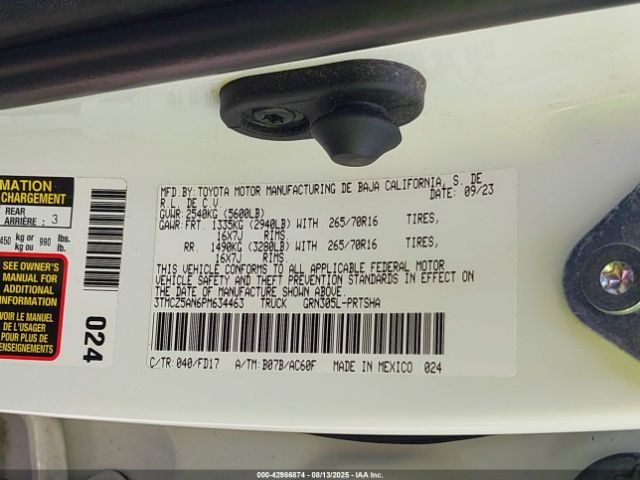 MATION
CHARGEMENT
REAR
ARRIÈRE : 3
450 kg or 990 lbs.
kg ou lb.
SEE OWNER'S
MANUAL FOR
ADDITIONAL
VOIR MANUEL
DE L'USAGER
POUR PLUS DE
RENSEIGNEMENTS
024
MFD.BY: TOYOTA MOTOR MANUFACTURING DE BAJA CALIFORNIA, S. DE
R.L. DE C.V. DATE: 09/23
GVWR: 2540KG (5600LB)
GAWR: FRT. 1335KG (2940LB) WITH 265/70R16 TIRES,
16X7J RIMS
RR. 1490KG (3280LB) WITH 265/70R16 TIRES,
16X7J RIMS
THIS VEHICLE CONFORMS TO ALL APPLICABLE FEDERAL MOTOR
VEHICLE SAFETY AND THEFT PREVENTION STANDARDS IN EFFECT ON
THE DATE OF MANUFACTURE SHOWN ABOVE.
3TMCZ5AN6PM634463 TRUCK GRN305L-PRTSHA
C/TR: 040/FD17 A/TM: B07B/AC60F MADE IN MEXICO 024
000-42986874 - 08/13/2025 - Copyright IAA, Inc.